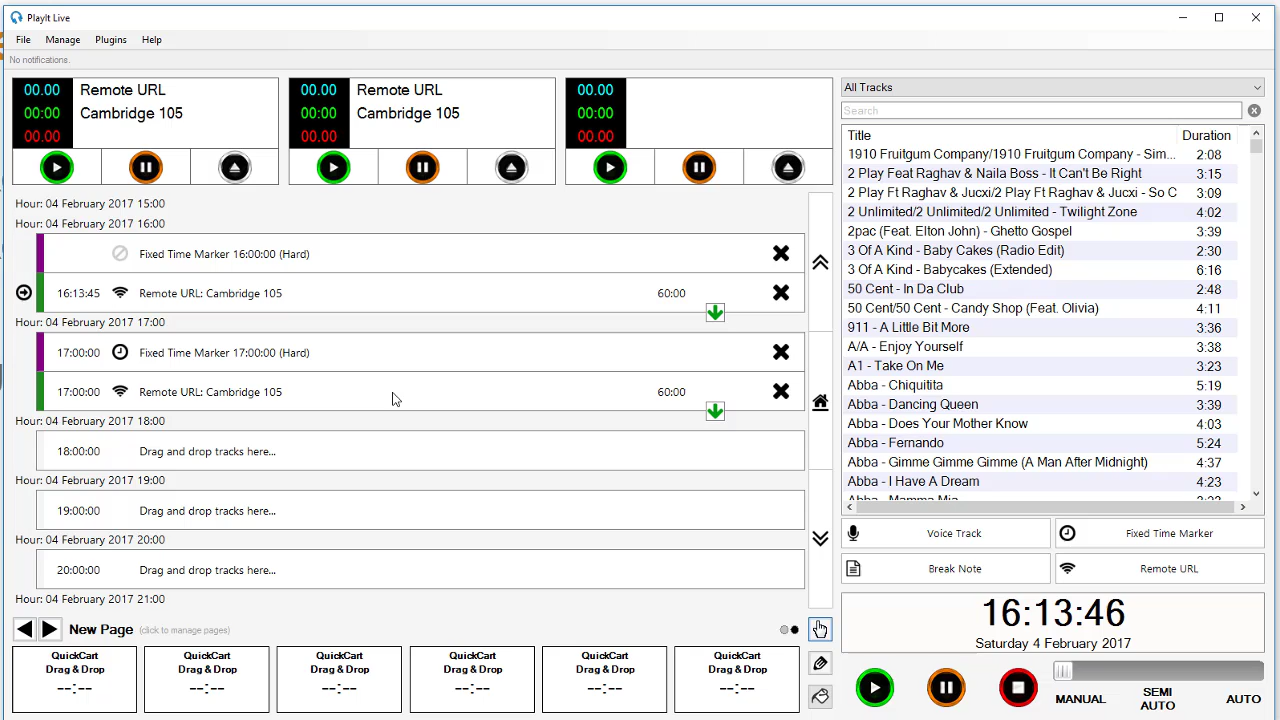 PlayIt Live
File Manage Plugins Help
No notifications.
00.00 Remote URL
00:00 Cambridge 105
00.00
00.00 Remote URL
00:00 Cambridge 105
00.00
00.00
00:00
00.00
Hour: 04 February 2017 15:00
Hour: 04 February 2017 16:00
Fixed Time Marker 16:00:00 (Hard)
16:13:45 Remote URL: Cambridge 105 60:00
Hour: 04 February 2017 17:00
17:00:00 Fixed Time Marker 17:00:00 (Hard)
17:00:00 Remote URL: Cambridge 105 60:00
Hour: 04 February 2017 18:00
18:00:00 Drag and drop tracks here...
Hour: 04 February 2017 19:00
19:00:00 Drag and drop tracks here...
Hour: 04 February 2017 20:00
20:00:00 Drag and drop tracks here...
Hour: 04 February 2017 21:00
New Page (click to manage pages)
QuickCart
Drag & Drop
--:--
QuickCart
Drag & Drop
--:--
QuickCart
Drag & Drop
--:--
QuickCart
Drag & Drop
--:--
QuickCart
Drag & Drop
--:--
QuickCart
Drag & Drop
--:--
All Tracks
Search
Title Duration
1910 Fruitgum Company/1910 Fruitgum Company - Sim... 2:08
2 Play Feat Raghav & Naila Boss - It Can't Be Right 3:15
2 Play Ft Raghav & Jucxi/2 Play Ft Raghav & Jucxi - So C 3:09
2 Unlimited/2 Unlimited/2 Unlimited - Twilight Zone 4:02
2pac (Feat. Elton John) - Ghetto Gospel 3:39
3 Of A Kind - Baby Cakes (Radio Edit) 2:30
3 Of A Kind - Babycakes (Extended) 6:16
50 Cent - In Da Club 2:48
50 Cent/50 Cent - Candy Shop (Feat. Olivia) 4:11
911 - A Little Bit More 3:36
A/A - Enjoy Yourself 3:38
A1 - Take On Me 3:23
Abba - Chiquitita 5:19
Abba - Dancing Queen 3:39
Abba - Does Your Mother Know 4:03
Abba - Fernando 5:24
Abba - Gimme Gimme Gimme (A Man After Midnight) 4:37
Abba - I Have A Dream 4:23
Abba - Mamma Mia
Voice Track Fixed Time Marker
Break Note Remote URL
16:13:46
Saturday 4 February 2017
MANUAL SEMI AUTO AUTO